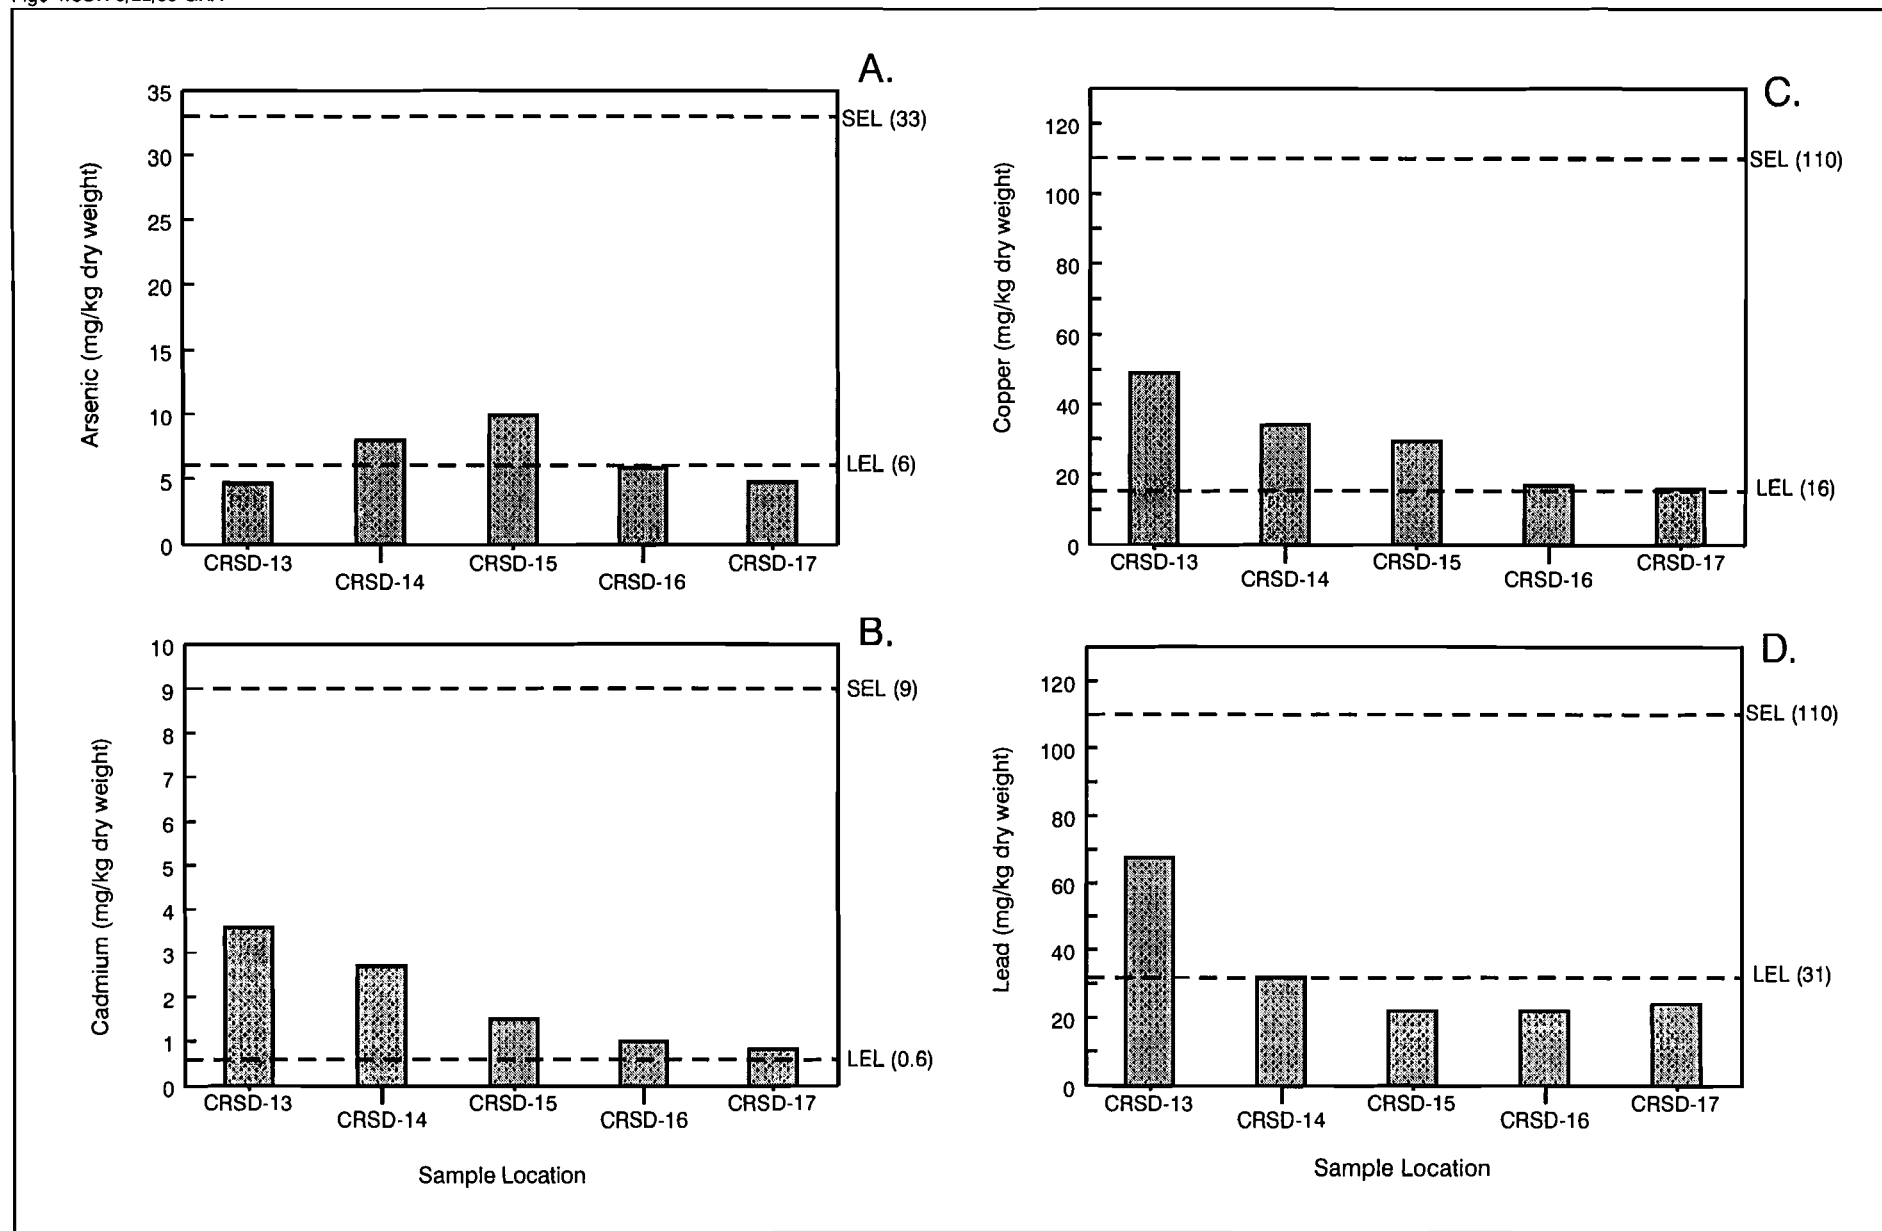 A.
35
SEL (33)
30
25
20
15
10
LEL (6)
5
0
Arsenic (mg/kg dry weight)
CRSD-13
CRSD-14
CRSD-15
CRSD-16
CRSD-17
B.
10
9
SEL (9)
8
7
6
5
4
3
2
1
LEL (0.6)
0
Cadmium (mg/kg dry weight)
CRSD-13
CRSD-14
CRSD-15
CRSD-16
CRSD-17
Sample Location
C.
120
SEL (110)
100
80
60
40
20
LEL (16)
0
Copper (mg/kg dry weight)
CRSD-13
CRSD-14
CRSD-15
CRSD-16
CRSD-17
D.
120
SEL (110)
100
80
60
40
LEL (31)
20
0
Lead (mg/kg dry weight)
CRSD-13
CRSD-14
CRSD-15
CRSD-16
CRSD-17
Sample Location